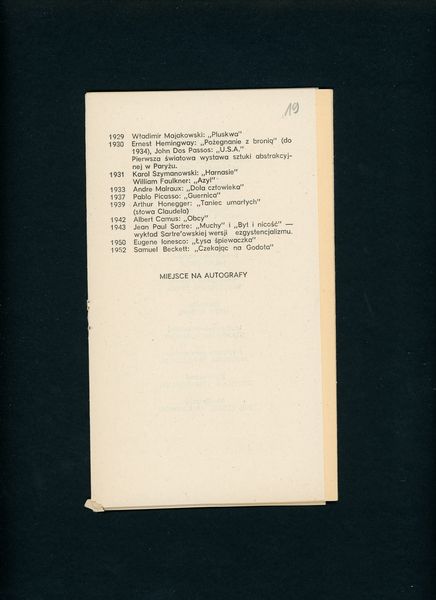 19
1929 Władimir Majakowski: „Pluskwa”
1930 Ernest Hemingway: „Pożegnanie z bronią” (do
1934), John Dos Passos: „U.S.A.”
Pierwsza światowa wystawa sztuki abstrakcyj-
nej w Paryżu.
1931 Karol Szymanowski: „Harnasie”
William Faulkner: „Azyl”
1933 Andre Malraux: „Dola człowieka”
1937 Pablo Picasso: „Guernica”
1939 Arthur Honegger: „Taniec umarłych”
(słowa Claudela)
1942 Albert Camus: „Obcy”
1943 Jean Paul Sartre: „Muchy” i „Byt i nicość” —
wykład Sartre'owskiej wersji ezgystencjalizmu.
1950 Eugene Ionesco: „Łysa śpiewaczka”
1952 Samuel Beckett: „Czekając na Godota”
MIEJSCE NA AUTOGRAFY